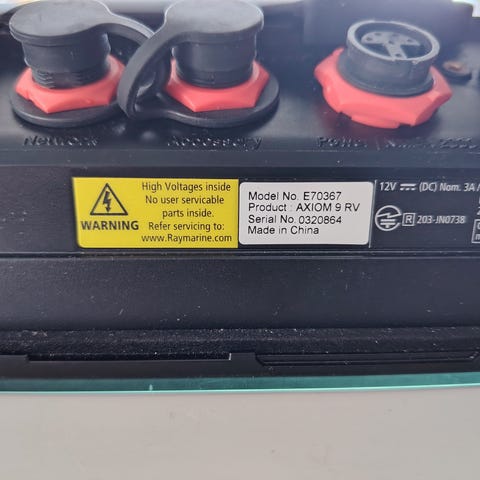 Network
Accessory
Power
High Voltages inside
No user servicable
parts inside.
Refer servicing to:
www.Raymarine.com
WARNING
Model No. E70367
Product : AXIOM 9 RV
Serial No. 0320864
Made in China
12V ⎓ (DC) Nom. 3A
R 203-JN0738